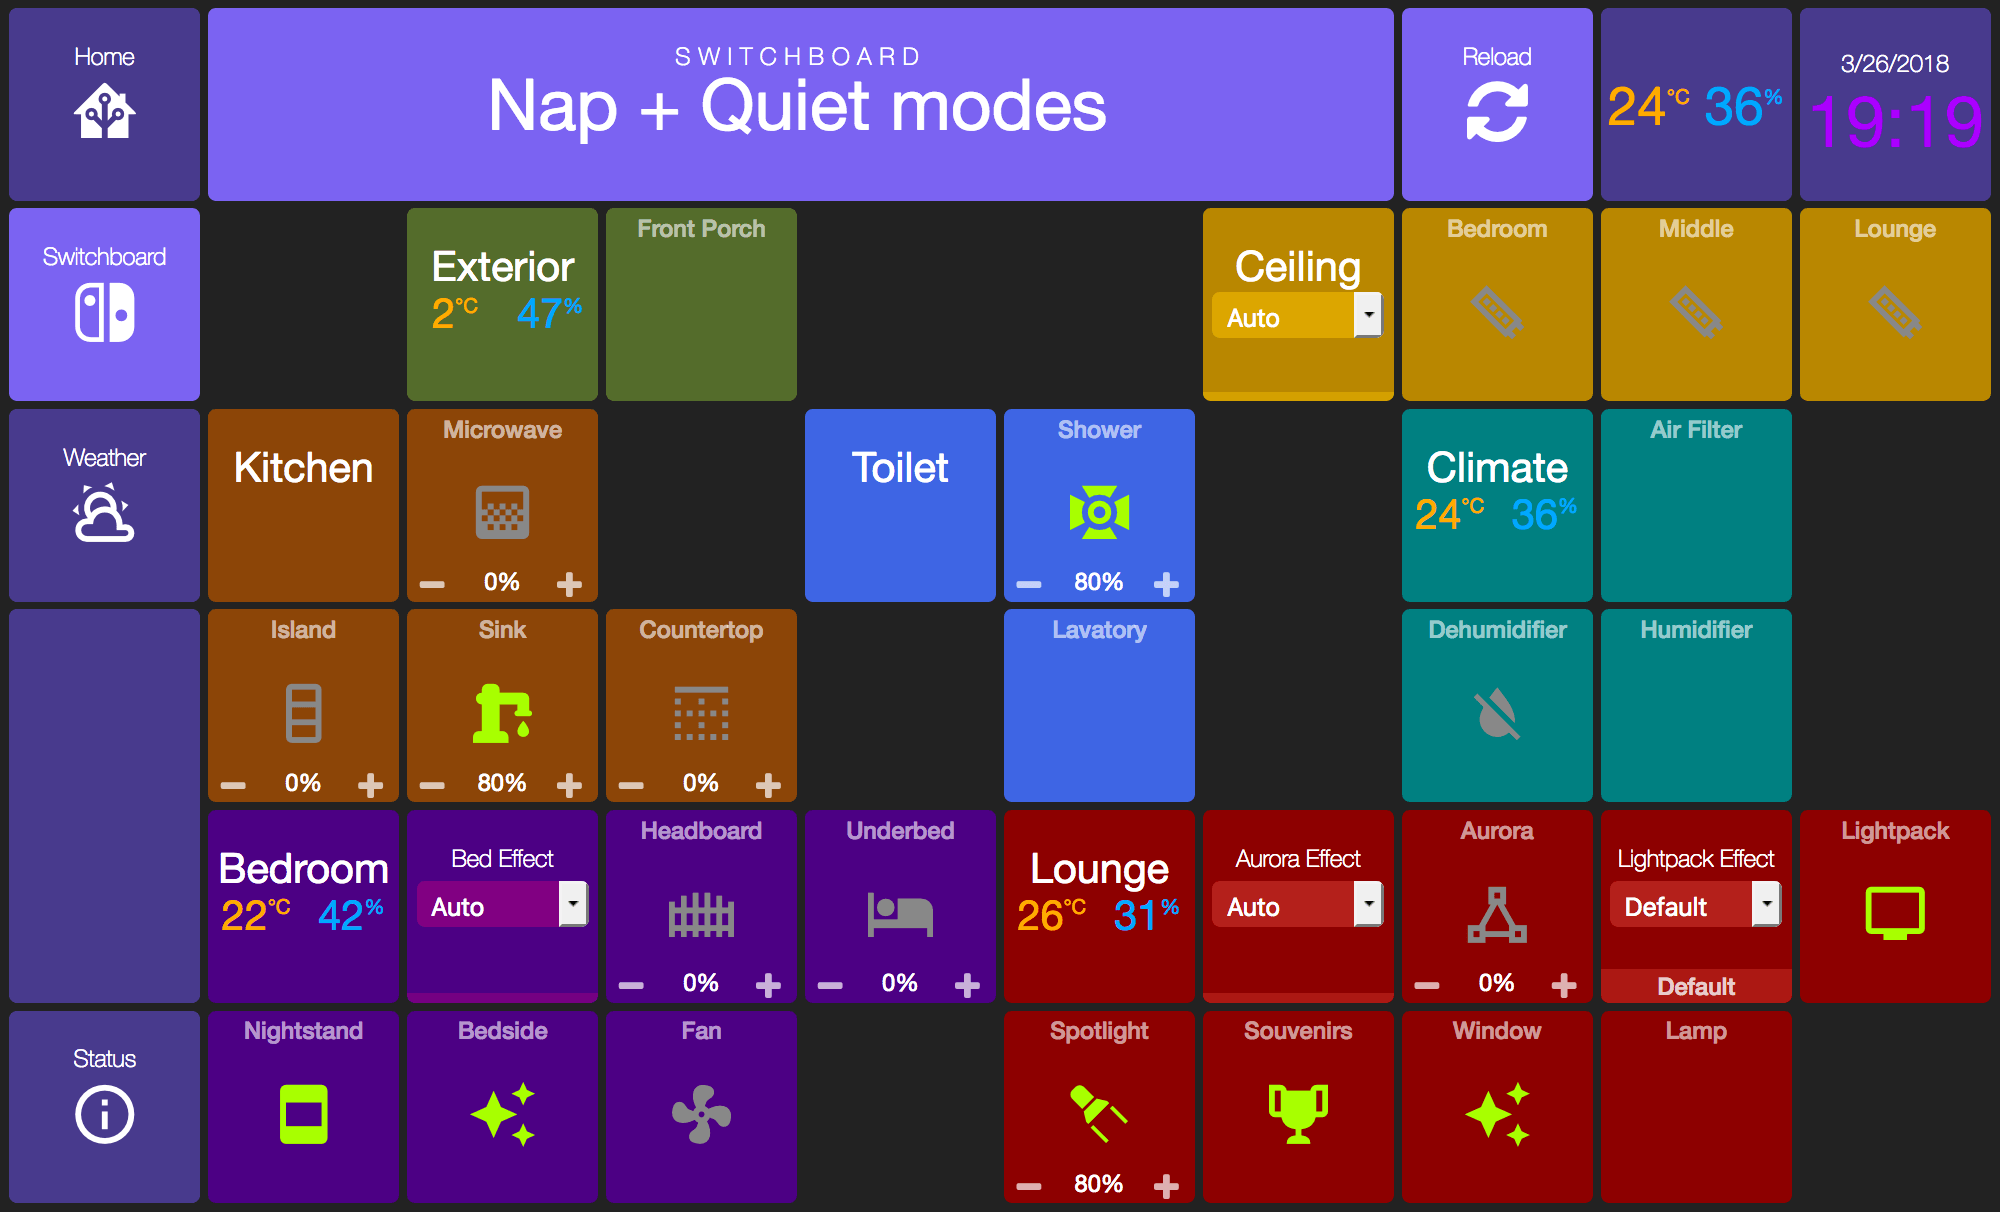 Home
SWITCHBOARD
Nap + Quiet modes
Reload
24°C 36%
3/26/2018
19:19
Switchboard
Exterior
2°C 47%
Front Porch
Ceiling
Auto
Bedroom
Middle
Lounge
Weather
Kitchen
Microwave
− 0% +
Toilet
Shower
− 80% +
Climate
24°C 36%
Air Filter
Island
− 0% +
Sink
− 80% +
Countertop
− 0% +
Lavatory
Dehumidifier
Humidifier
Bedroom
22°C 42%
Bed Effect
Auto
Headboard
− 0% +
Underbed
− 0% +
Lounge
26°C 31%
Aurora Effect
Auto
Aurora
− 0% +
Lightpack Effect
Default
Default
Lightpack
Status
Nightstand
Bedside
Fan
Spotlight
− 80% +
Souvenirs
Window
Lamp